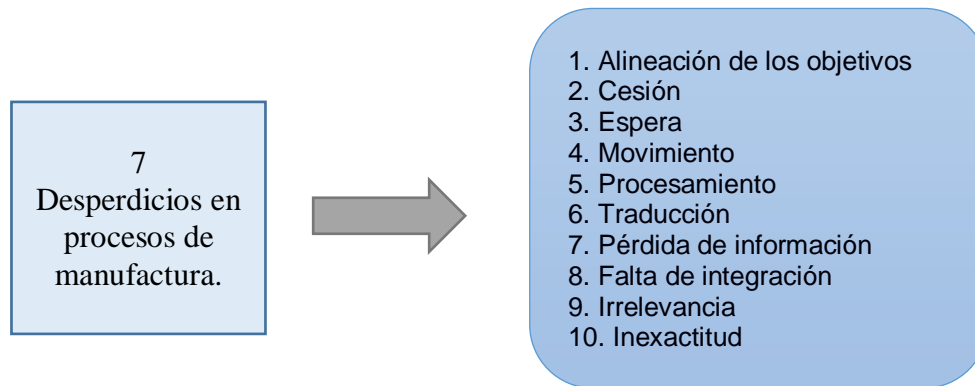 7
Desperdicios en
procesos de
manufactura.
1. Alineación de los objetivos
2. Cesión
3. Espera
4. Movimiento
5. Procesamiento
6. Traducción
7. Pérdida de información
8. Falta de integración
9. Irrelevancia
10. Inexactitud